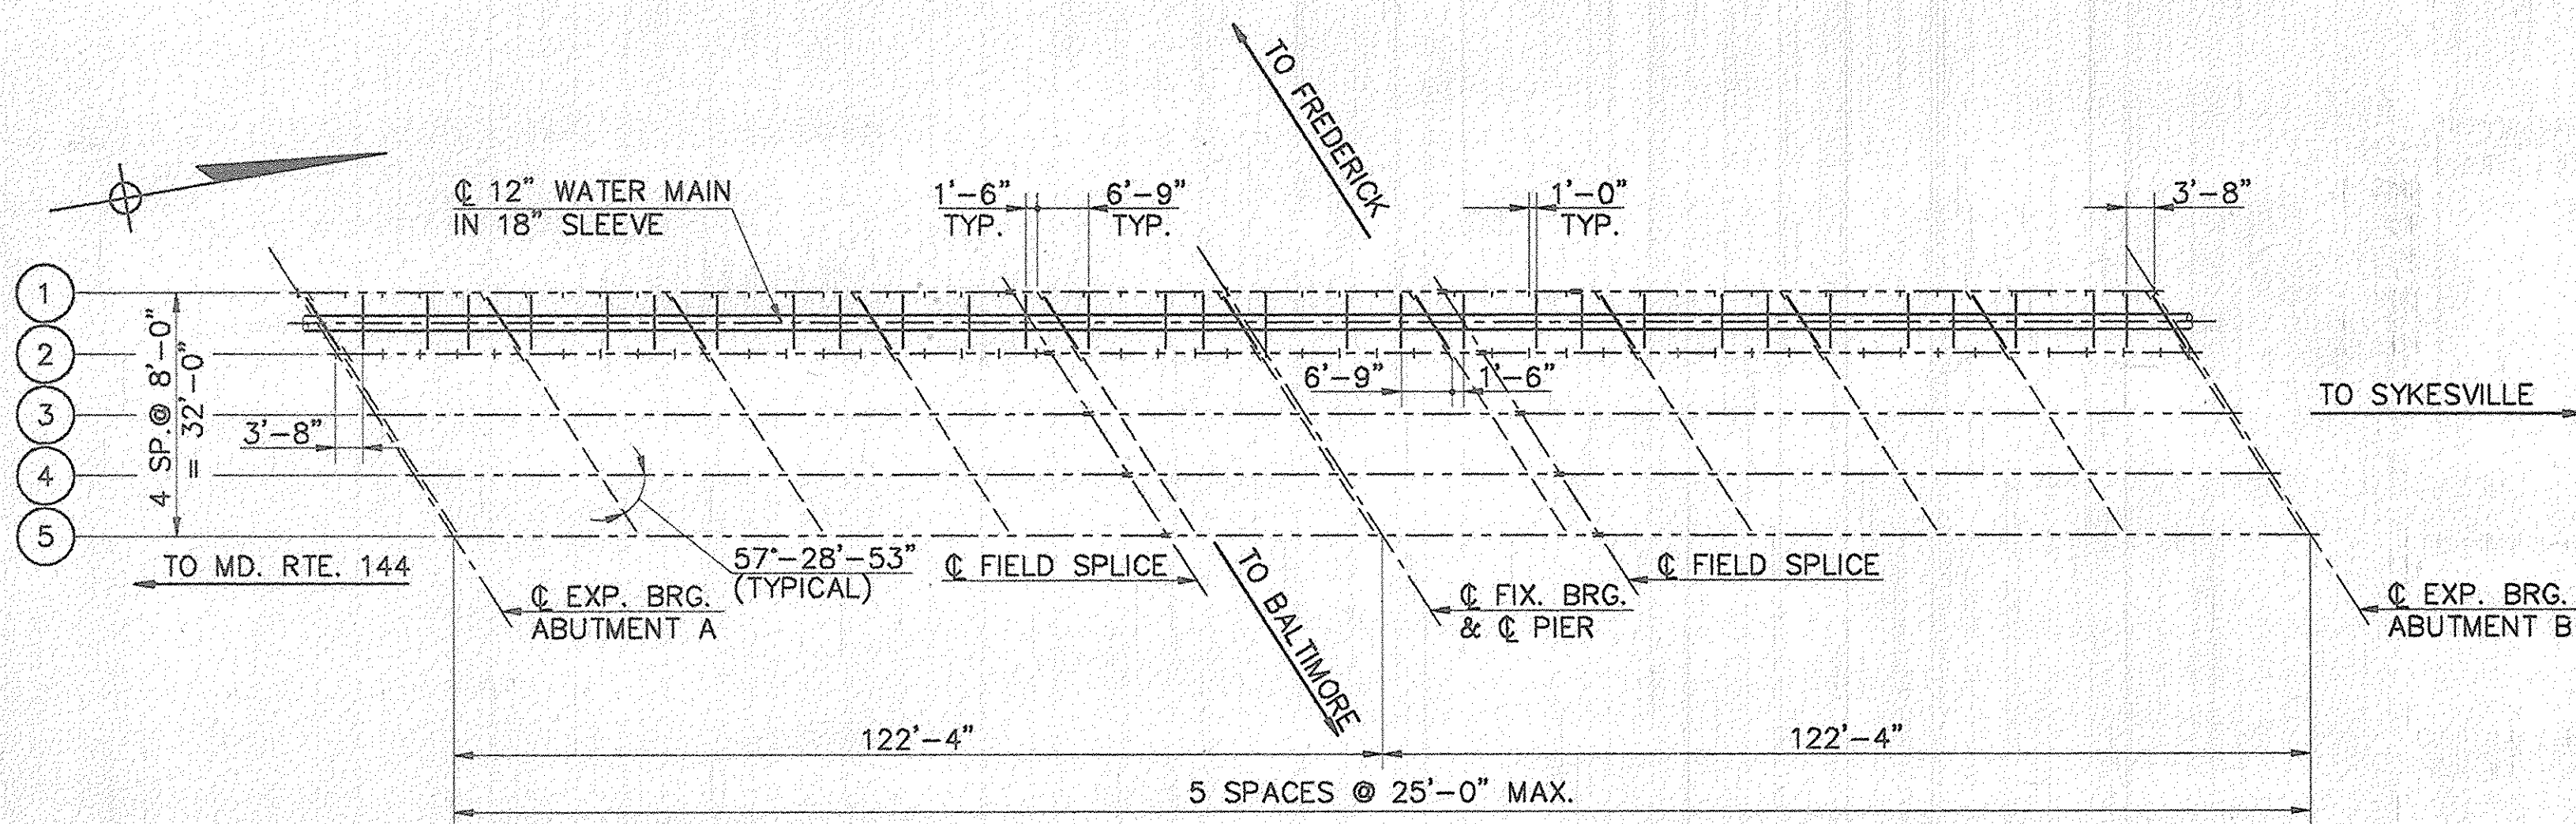 TO FREDERICK
℄ 12" WATER MAIN
IN 18" SLEEVE
1'-6"
TYP.
6'-9"
TYP.
1'-0"
TYP.
3'-8"
1
2
3
4
5
4 SP.@ 8'-0"
= 32'-0"
3'-8"
6'-9"
1'-6"
TO SYKESVILLE
TO MD. RTE. 144
57°-28'-53"
(TYPICAL)
℄ FIELD SPLICE
℄ FIELD SPLICE
℄ EXP. BRG.
ABUTMENT A
TO BALTIMORE
℄ FIX. BRG.
& ℄ PIER
℄ EXP. BRG.
ABUTMENT B
122'-4"
122'-4"
5 SPACES @ 25'-0" MAX.